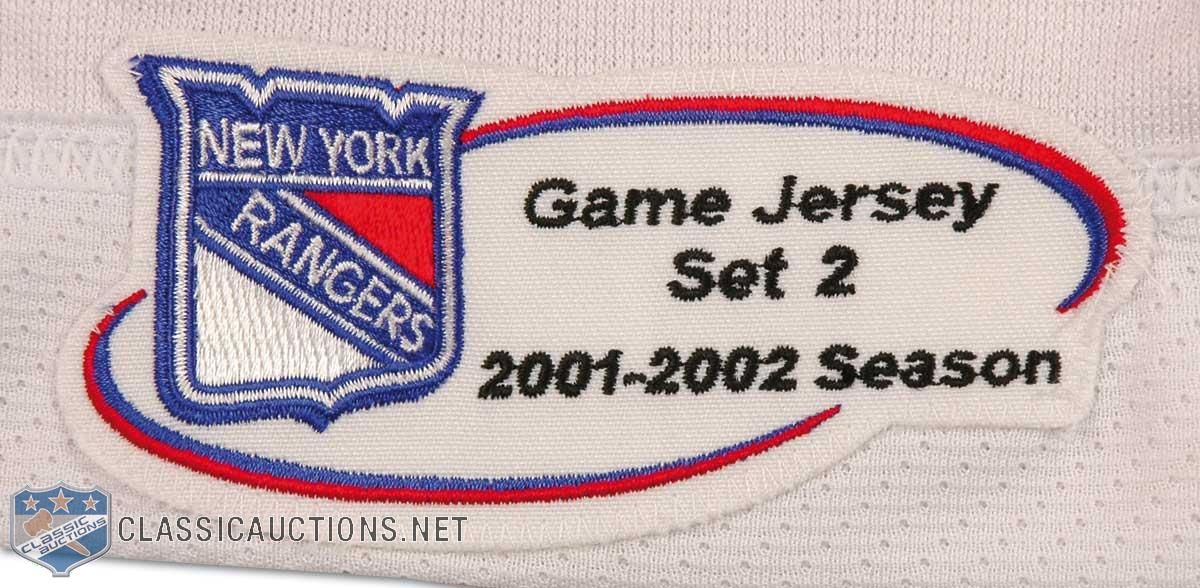 NEW YORK
RANGERS
Game Jersey
Set 2
2001-2002 Season
CLASSIC
AUCTIONS
CLASSICAUCTIONS.NET